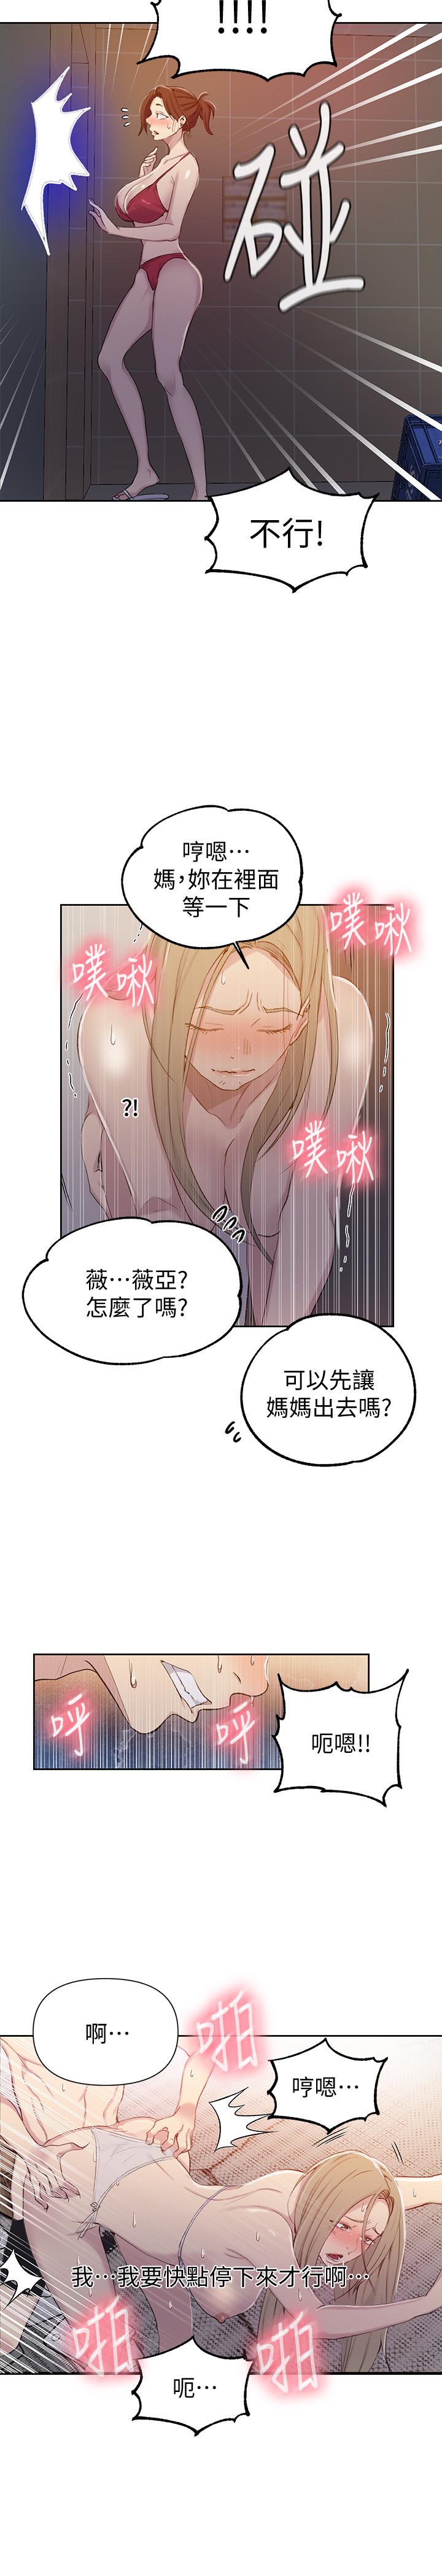 !!!!
碰
不行!
哼嗯…
媽,妳在裡面
等一下
噗啾
噗啾
?!
噗啾
薇…薇亞?
怎麼了嗎?
可以先讓
媽媽出去嗎?
呼
呼
呃嗯!!
啊…
啪
哼嗯…
我…我要快點停下來才行啊…
啪
啪
呃…